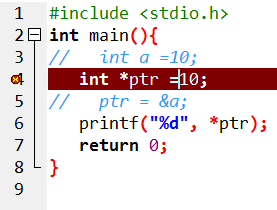 1 #include <stdio.h>
2 int main(){
3 //   int a =10;
4    int *ptr =10;
5 //   ptr = &a;
6    printf("%d", *ptr);
7    return 0;
8 }
9